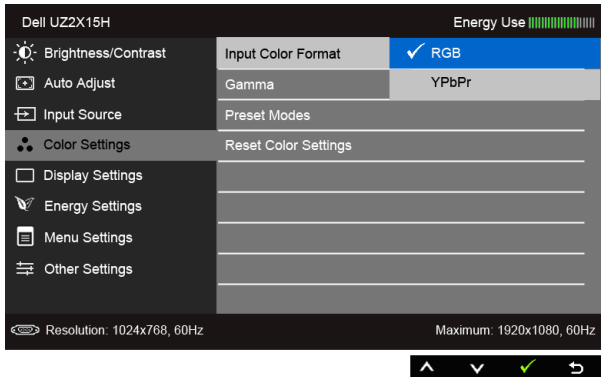 Dell UZ2X15H Energy Use
Brightness/Contrast Input Color Format RGB
Auto Adjust Gamma YPbPr
Input Source Preset Modes
Color Settings Reset Color Settings
Display Settings
Energy Settings
Menu Settings
Other Settings
Resolution: 1024x768, 60Hz Maximum: 1920x1080, 60Hz